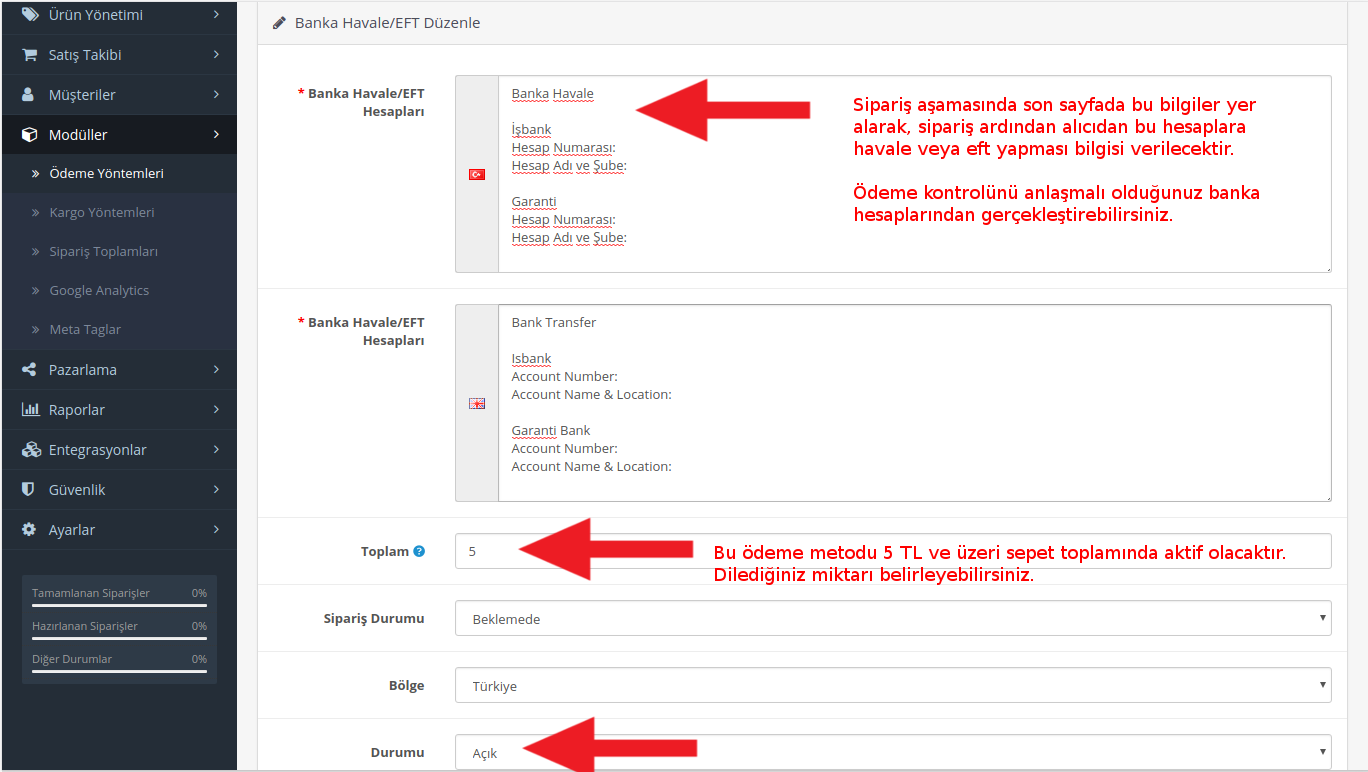 Ürün Yönetimi
Satış Takibi
Müşteriler
Modüller
» Ödeme Yöntemleri
» Kargo Yöntemleri
» Sipariş Toplamları
» Google Analytics
» Meta Taglar
Pazarlama
Raporlar
Entegrasyonlar
Güvenlik
Ayarlar
Tamamlanan Siparişler 0%
Hazırlanan Siparişler 0%
Diğer Durumlar 0%
Banka Havale/EFT Düzenle
* Banka Havale/EFT
Hesapları
Banka Havale
İşbank
Hesap Numarası:
Hesap Adı ve Şube:
Garanti
Hesap Numarası:
Hesap Adı ve Şube:
Sipariş aşamasında son sayfada bu bilgiler yer
alarak, sipariş ardından alıcıdan bu hesaplara
havale veya eft yapması bilgisi verilecektir.
Ödeme kontrolünü anlaşmalı olduğunuz banka
hesaplarından gerçekleştirebilirsiniz.
* Banka Havale/EFT
Hesapları
Bank Transfer
Isbank
Account Number:
Account Name & Location:
Garanti Bank
Account Number:
Account Name & Location:
Toplam ?
5
Bu ödeme metodu 5 TL ve üzeri sepet toplamında aktif olacaktır.
Dilediğiniz miktarı belirleyebilirsiniz.
Sipariş Durumu
Beklemede
Bölge
Türkiye
Durumu
Açık